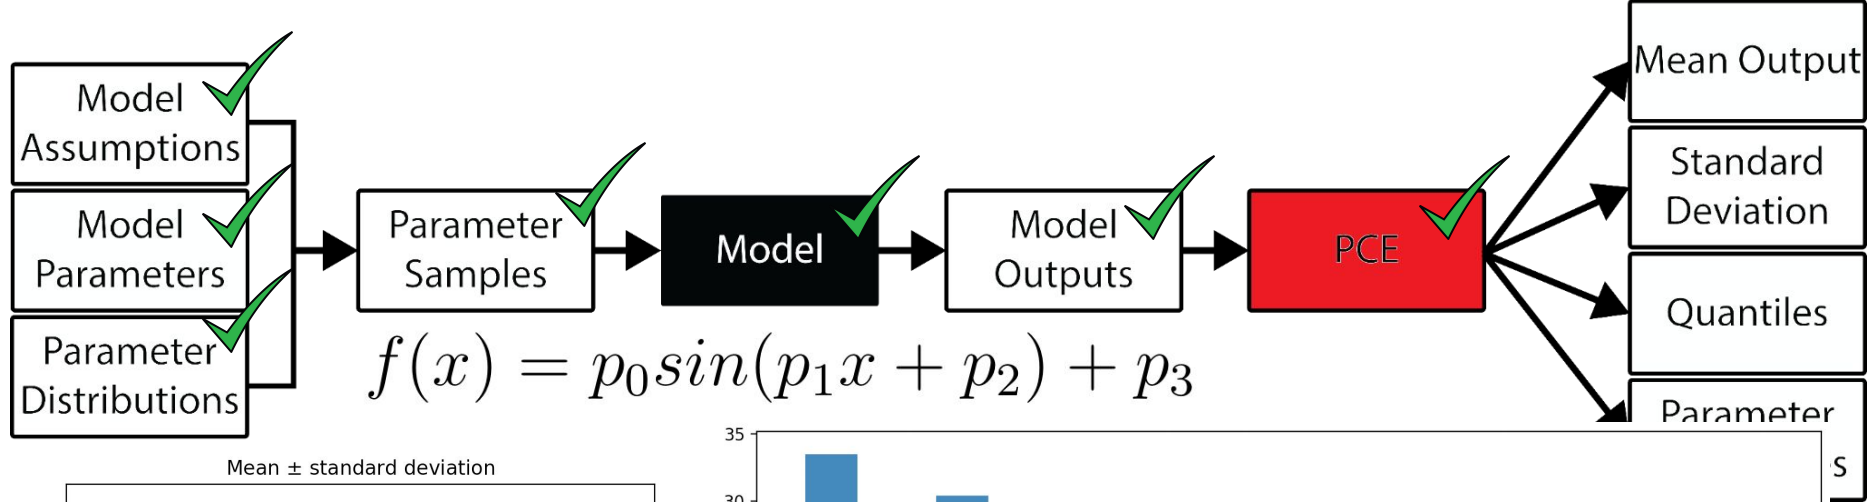 Model
Assumptions
Model
Parameters
Parameter
Distributions
Parameter
Samples
Model
Model
Outputs
PCE
Mean Output
Standard
Deviation
Quantiles
Parameter
s
f(x) = p₀sin(p₁x + p₂) + p₃
Mean ± standard deviation
35
30